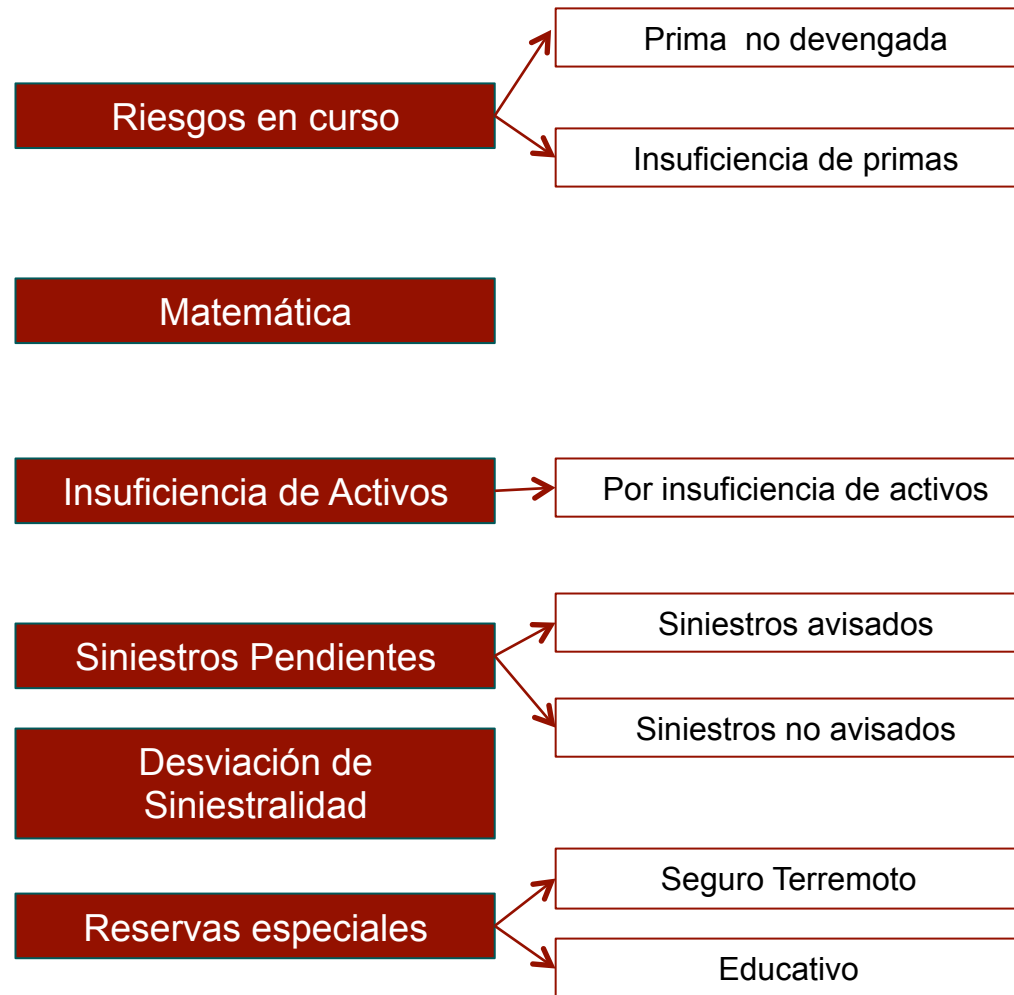 Riesgos en curso
Prima no devengada
Insuficiencia de primas
Matemática
Insuficiencia de Activos
Por insuficiencia de activos
Siniestros Pendientes
Siniestros avisados
Siniestros no avisados
Desviación de
Siniestralidad
Reservas especiales
Seguro Terremoto
Educativo